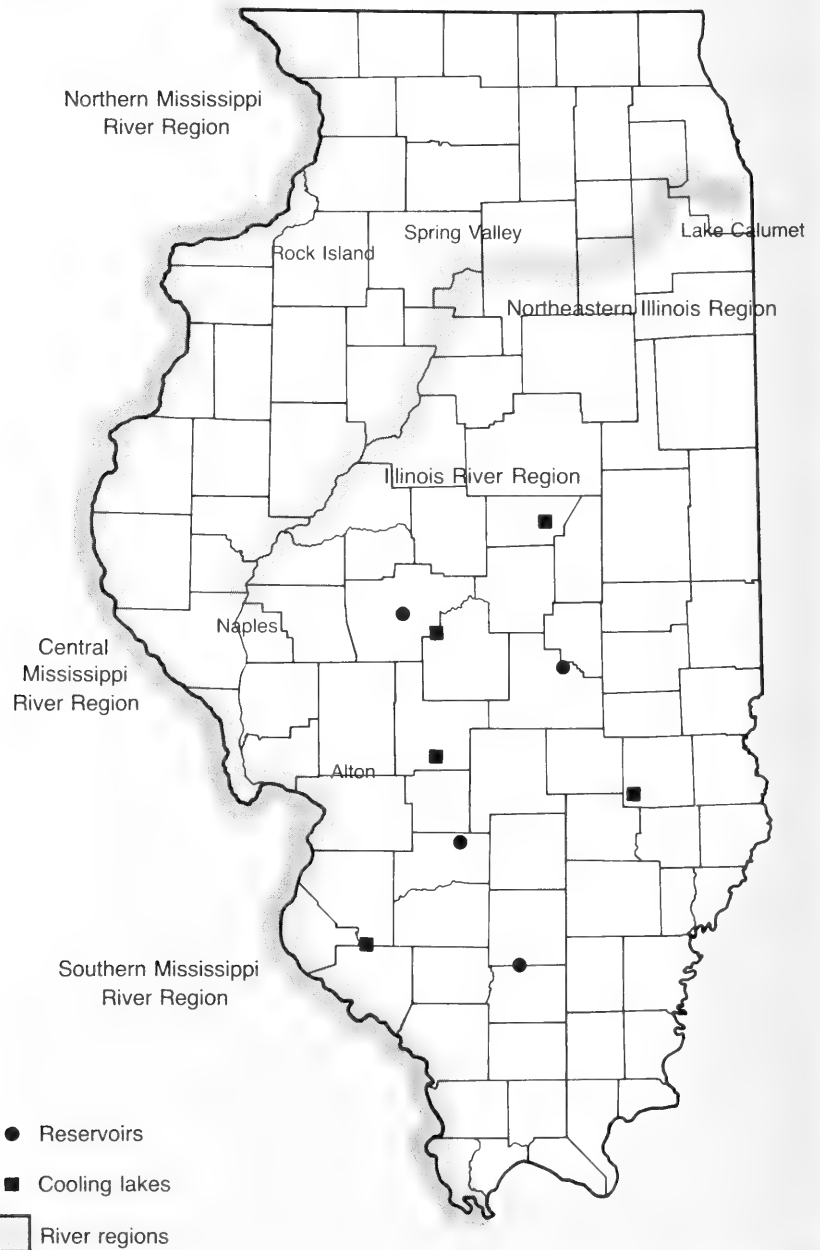 Northern Mississippi
River Region
Spring Valley
Lake Calumet
Rock Island
Northeastern Illinois Region
Illinois River Region
Naples
Central
Mississippi
River Region
Alton
Southern Mississippi
River Region
Reservoirs
Cooling lakes
River regions